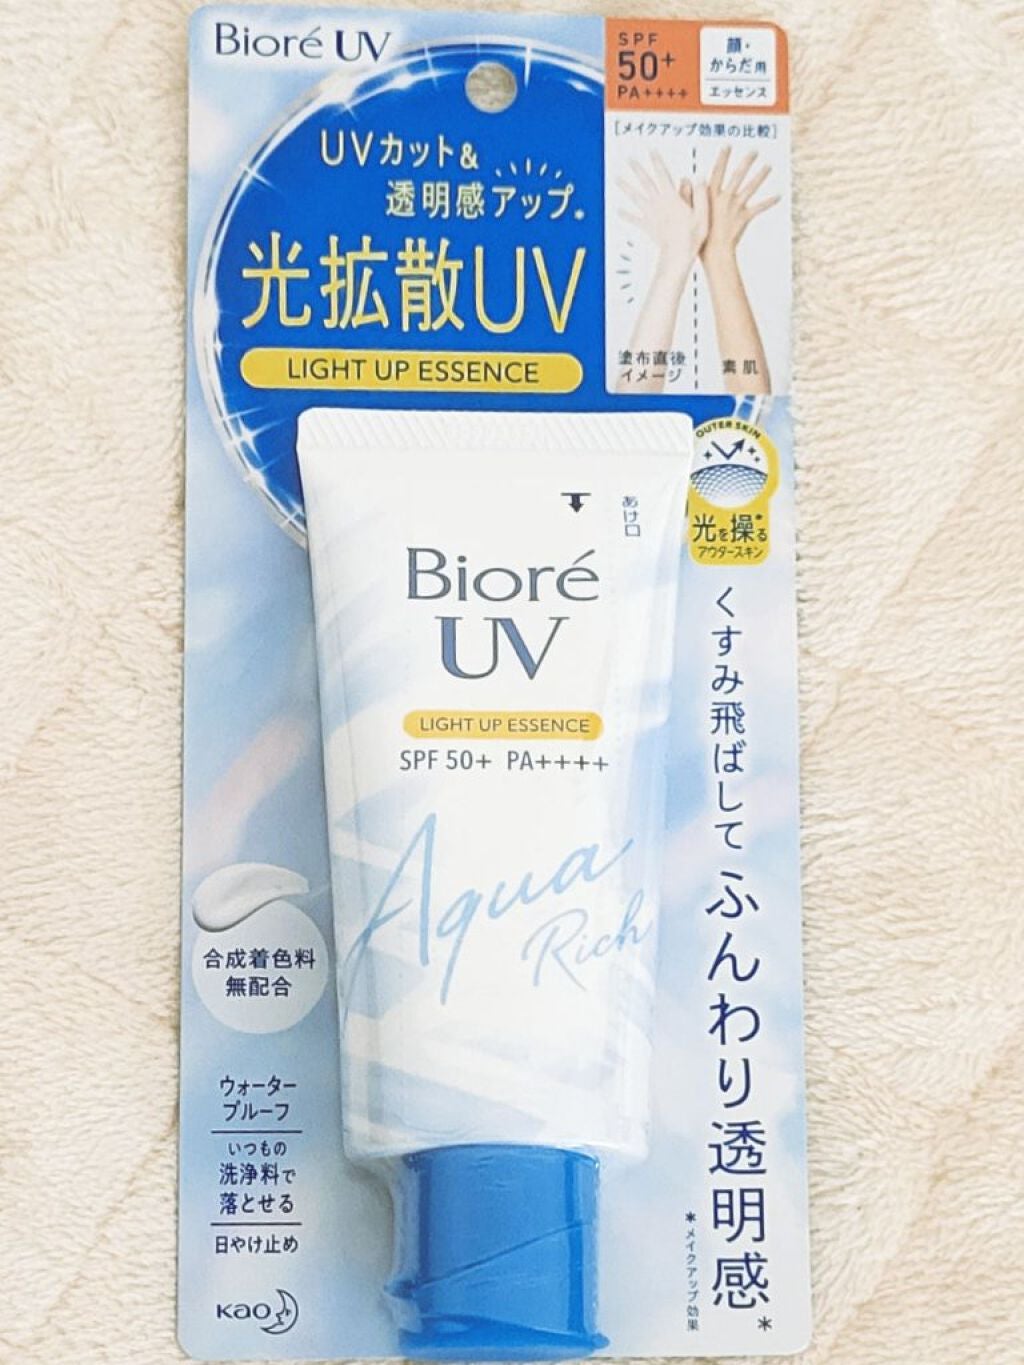 Bioré UV
UVカット&
透明感アップ*
光拡散UV
LIGHT UP ESSENCE
SPF
50+
PA++++
顔・
からだ用
エッセンス
[メイクアップ効果の比較]
塗布直後
イメージ
素肌
OUTER SKIN
光を操る*
アウタースキン
あけ口
Bioré
UV
LIGHT UP ESSENCE
SPF 50+ PA++++
Aqua
Rich
くすみ飛ばしてふんわり透明感*
*メイクアップ効果
合成着色料
無配合
ウォーター
プルーフ
いつもの
洗浄料で
落とせる
日やけ止め
Kao